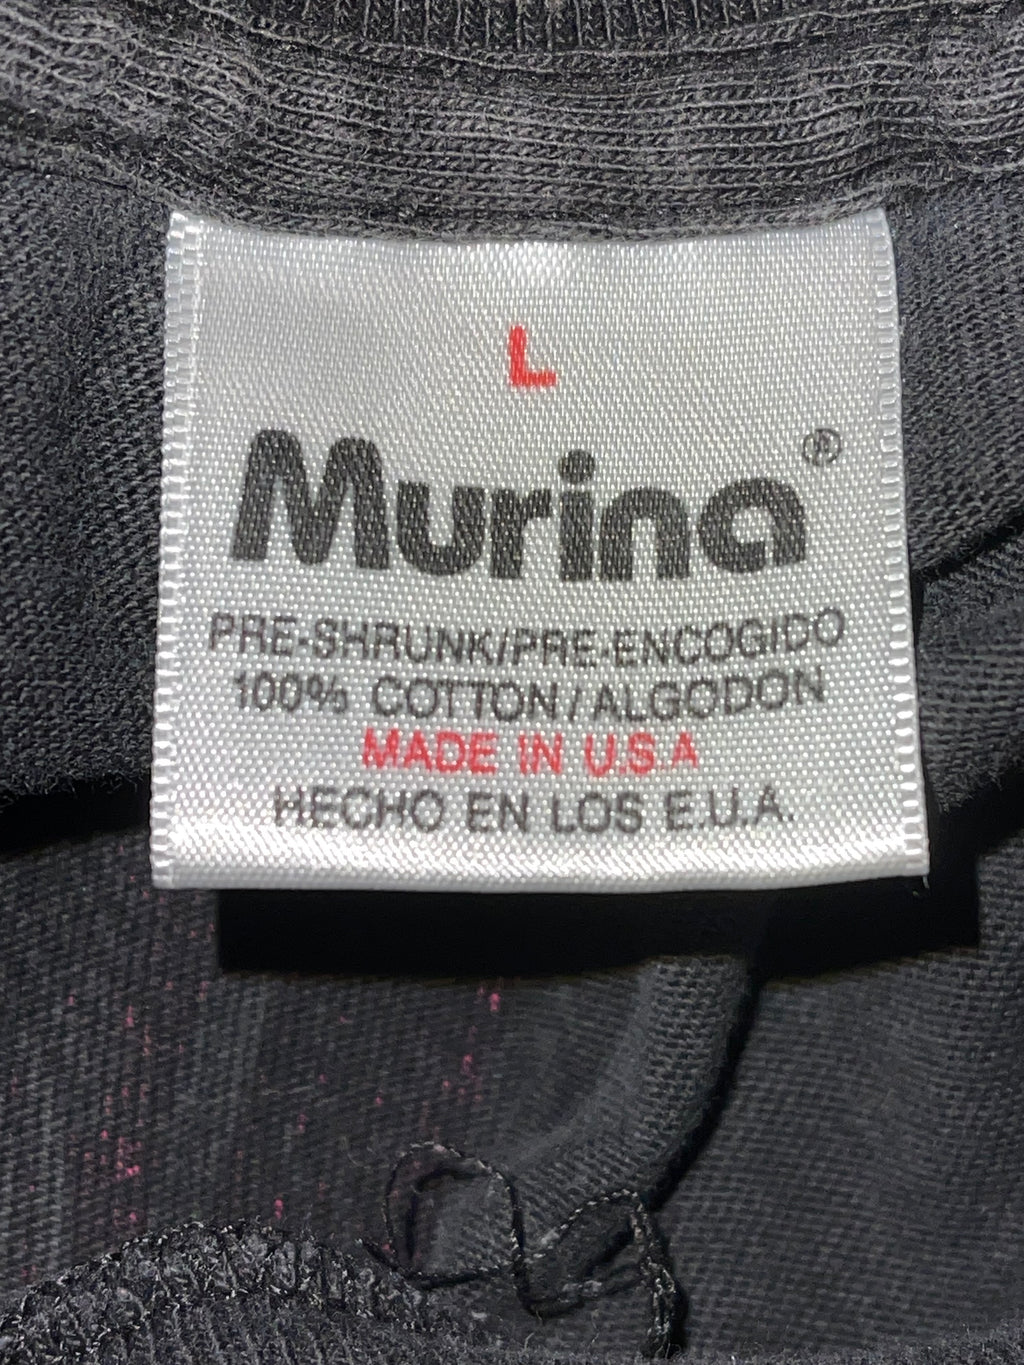 L
Murina®
PRE-SHRUNK/PRE-ENCOGIDO
100% COTTON/ALGODON
MADE IN U.S.A
HECHO EN LOS E.U.A.